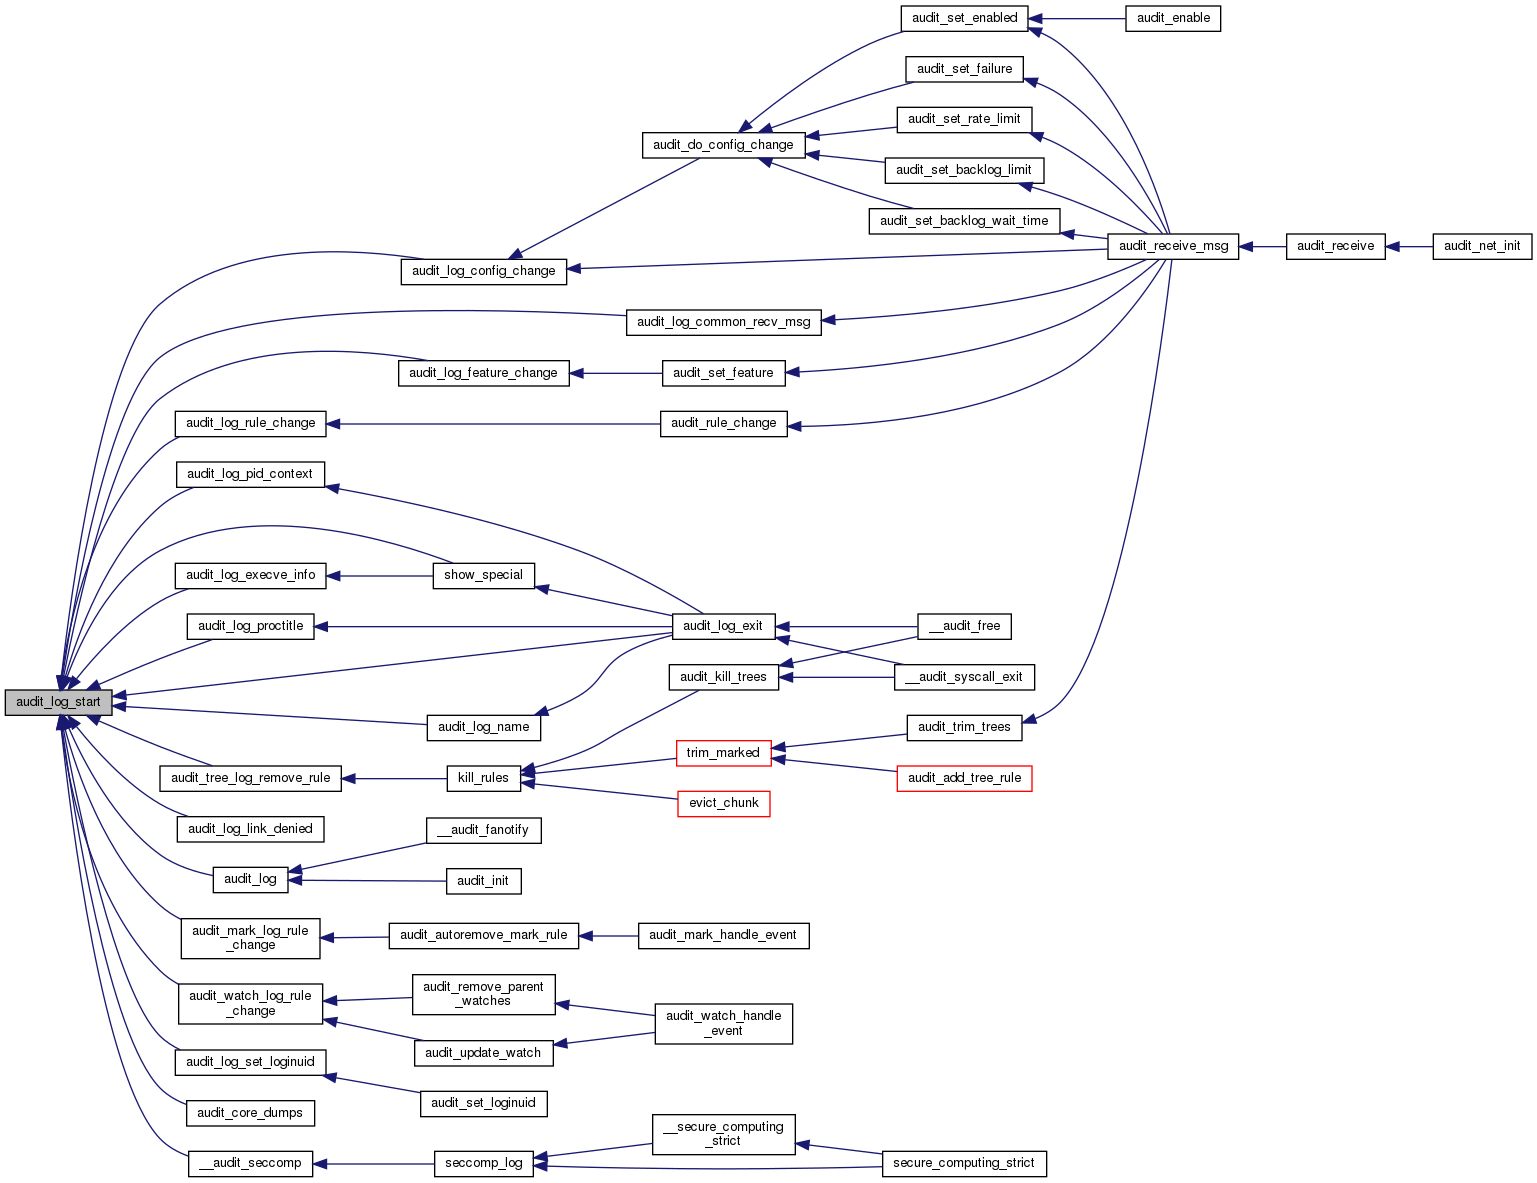 audit_set_enabled
audit_enable
audit_set_failure
audit_set_rate_limit
audit_do_config_change
audit_set_backlog_limit
audit_set_backlog_wait_time
audit_receive_msg
audit_receive
audit_net_init
audit_log_config_change
audit_log_common_recv_msg
audit_log_feature_change
audit_set_feature
audit_log_rule_change
audit_rule_change
audit_log_pid_context
audit_log_execve_info
show_special
audit_log_proctitle
audit_log_exit
__audit_free
audit_kill_trees
__audit_syscall_exit
audit_log_start
audit_log_name
audit_trim_trees
trim_marked
audit_tree_log_remove_rule
kill_rules
audit_add_tree_rule
evict_chunk
audit_log_link_denied
__audit_fanotify
audit_log
audit_init
audit_mark_log_rule
_change
audit_autoremove_mark_rule
audit_mark_handle_event
audit_watch_log_rule
_change
audit_remove_parent
_watches
audit_watch_handle
_event
audit_update_watch
audit_log_set_loginuid
audit_set_loginuid
audit_core_dumps
__secure_computing
_strict
__audit_seccomp
seccomp_log
secure_computing_strict